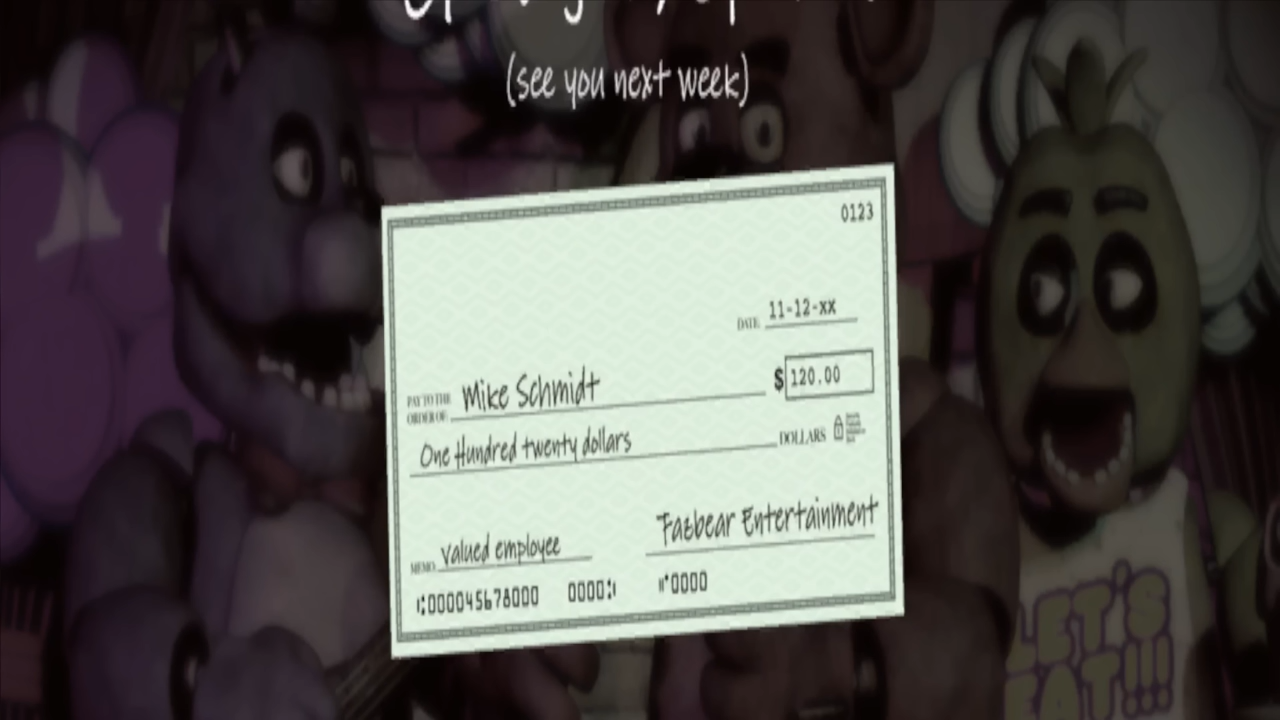 (see you next week)
0123
DATE 11-12-xx
PAY TO THE
ORDER OF: Mike Schmidt $ 120.00
One Hundred twenty dollars DOLLARS
MEMO: valued employee Fazbear Entertainment
⑆000045678000 0000⑆ ⑈0000
LET'S
EAT!!!